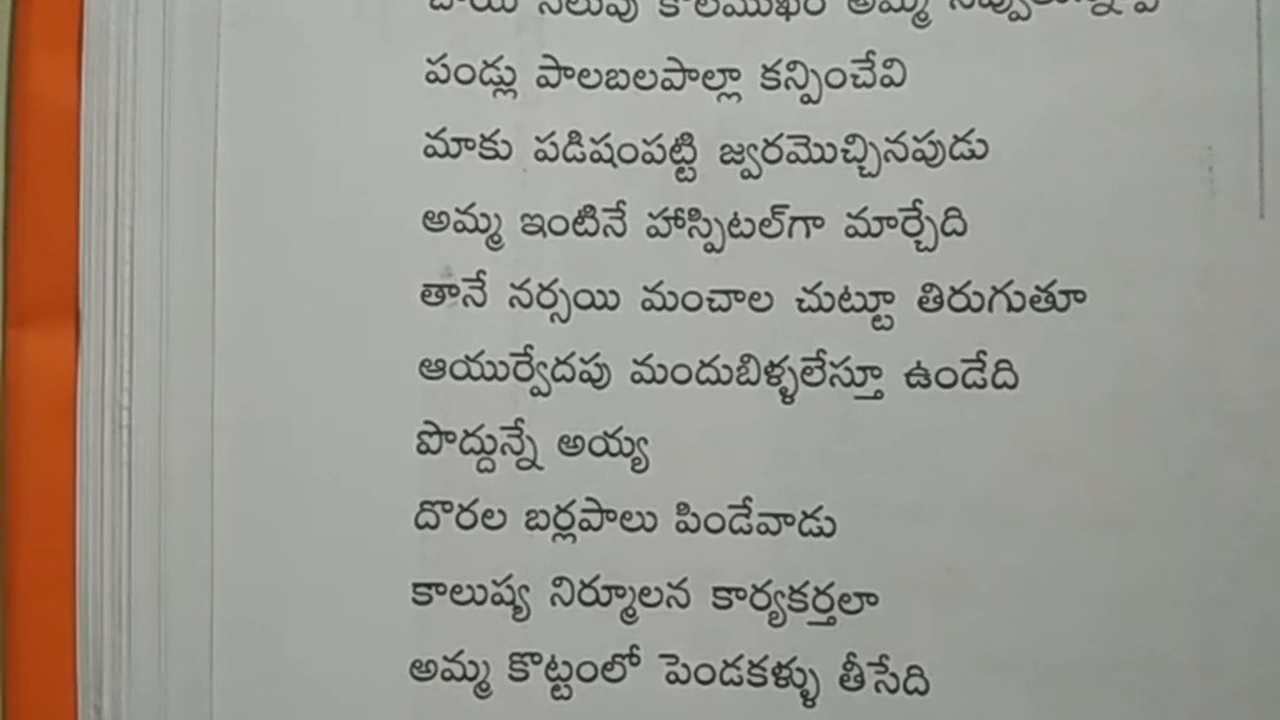 పండ్లు పాలబలపాల్లా కన్పించేవి
మాకు పడిషంపట్టి జ్వరమొచ్చినపుడు
అమ్మ ఇంటినే హాస్పిటల్‌గా మార్చేది
తానే నర్సయి మంచాల చుట్టూ తిరుగుతూ
ఆయుర్వేదపు మందుబిళ్ళలేస్తూ ఉండేది
పొద్దున్నే అయ్య
దొరల బర్లపాలు పిండేవాడు
కాలుష్య నిర్మూలన కార్యకర్తలా
అమ్మ కొట్టంలో పెండకళ్ళు తీసేది